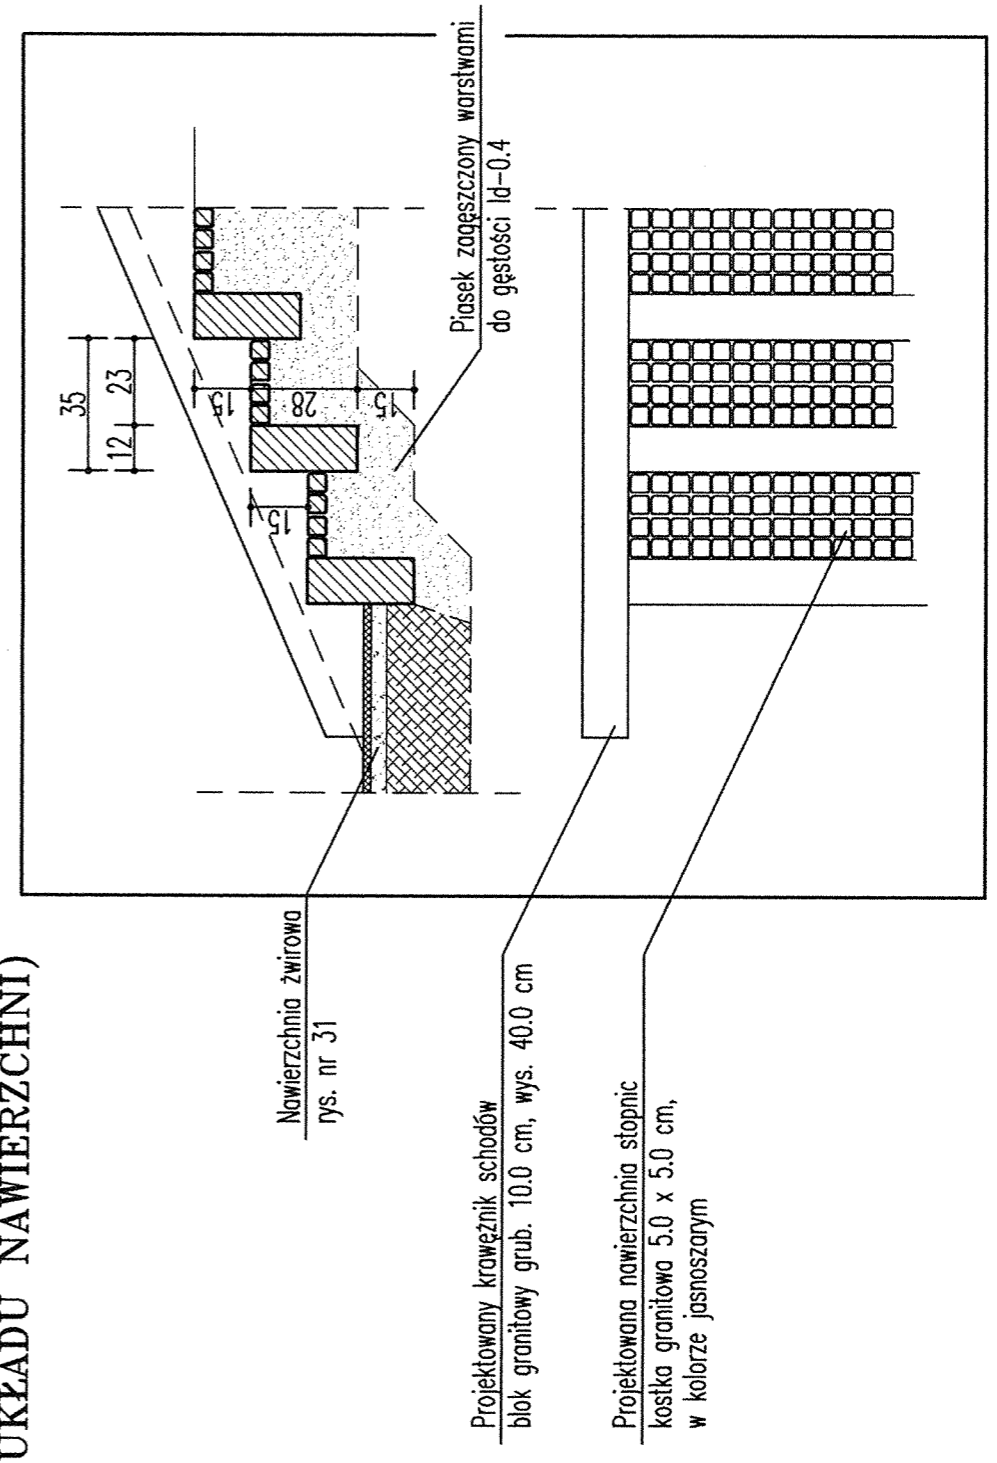 UKŁADU NAWIERZCHNI)
35
12 23
15
15
28
15
Piasek zagęszczony warstwami
do gęstości Id-0.4
Nawierzchnia żwirowa
rys. nr 31
Projektowany krawężnik schodów
blok granitowy grub. 10.0 cm, wys. 40.0 cm
Projektowana nawierzchnia stopnic
kostka granitowa 5.0 x 5.0 cm,
w kolorze jasnoszarym